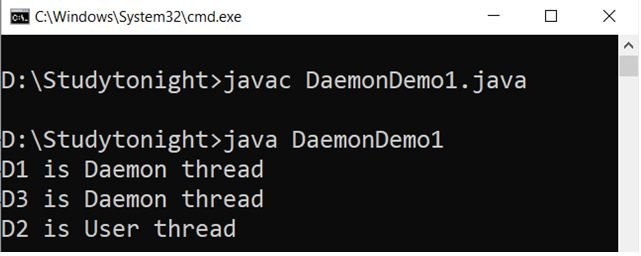 C:\Windows\System32\cmd.exe
D:\Studytonight>javac DaemonDemo1.java
D:\Studytonight>java DaemonDemo1
D1 is Daemon thread
D3 is Daemon thread
D2 is User thread